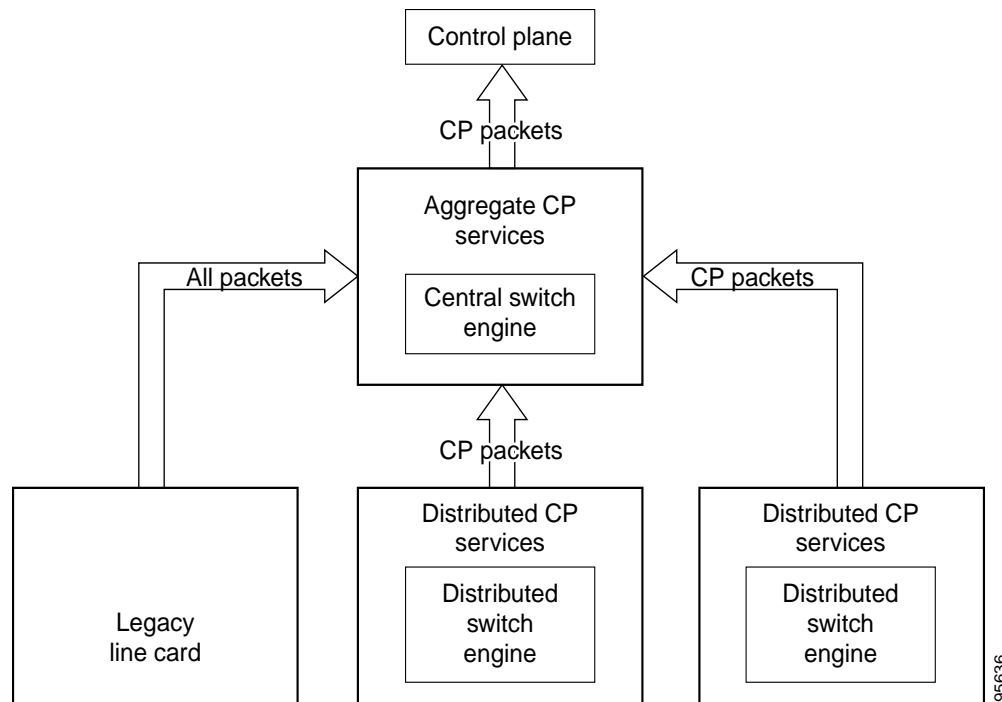 Control plane
CP packets
Aggregate CP
services
All packets
CP packets
Central switch
engine
CP packets
Distributed CP
services
Distributed CP
services
Distributed
switch
engine
Distributed
switch
engine
Legacy
line card
95636